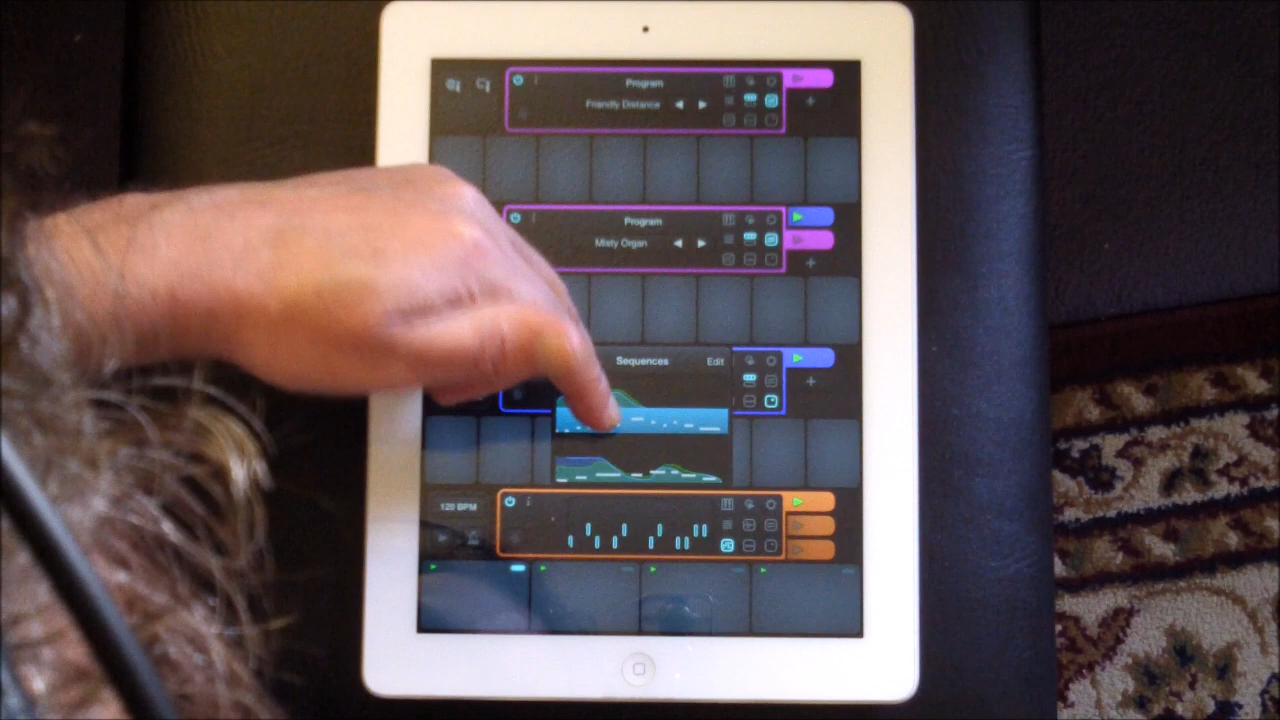 Program
Friendly Distance
Program
Misty Organ
Sequences
Edit
120 BPM